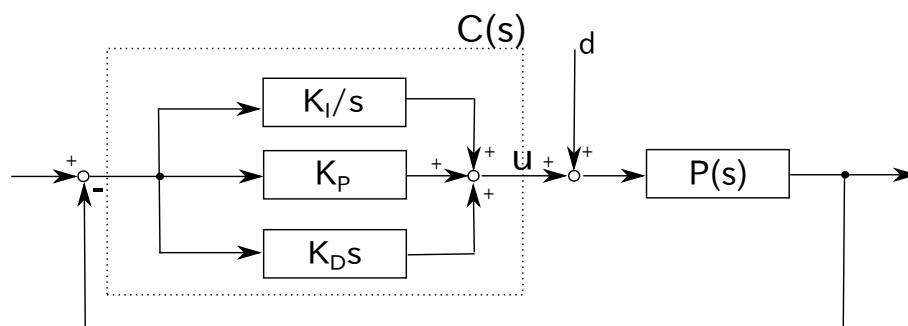 C(s)
d
K_I/s
+
+
+
u
+
+
K_P
P(s)
-
+
K_Ds